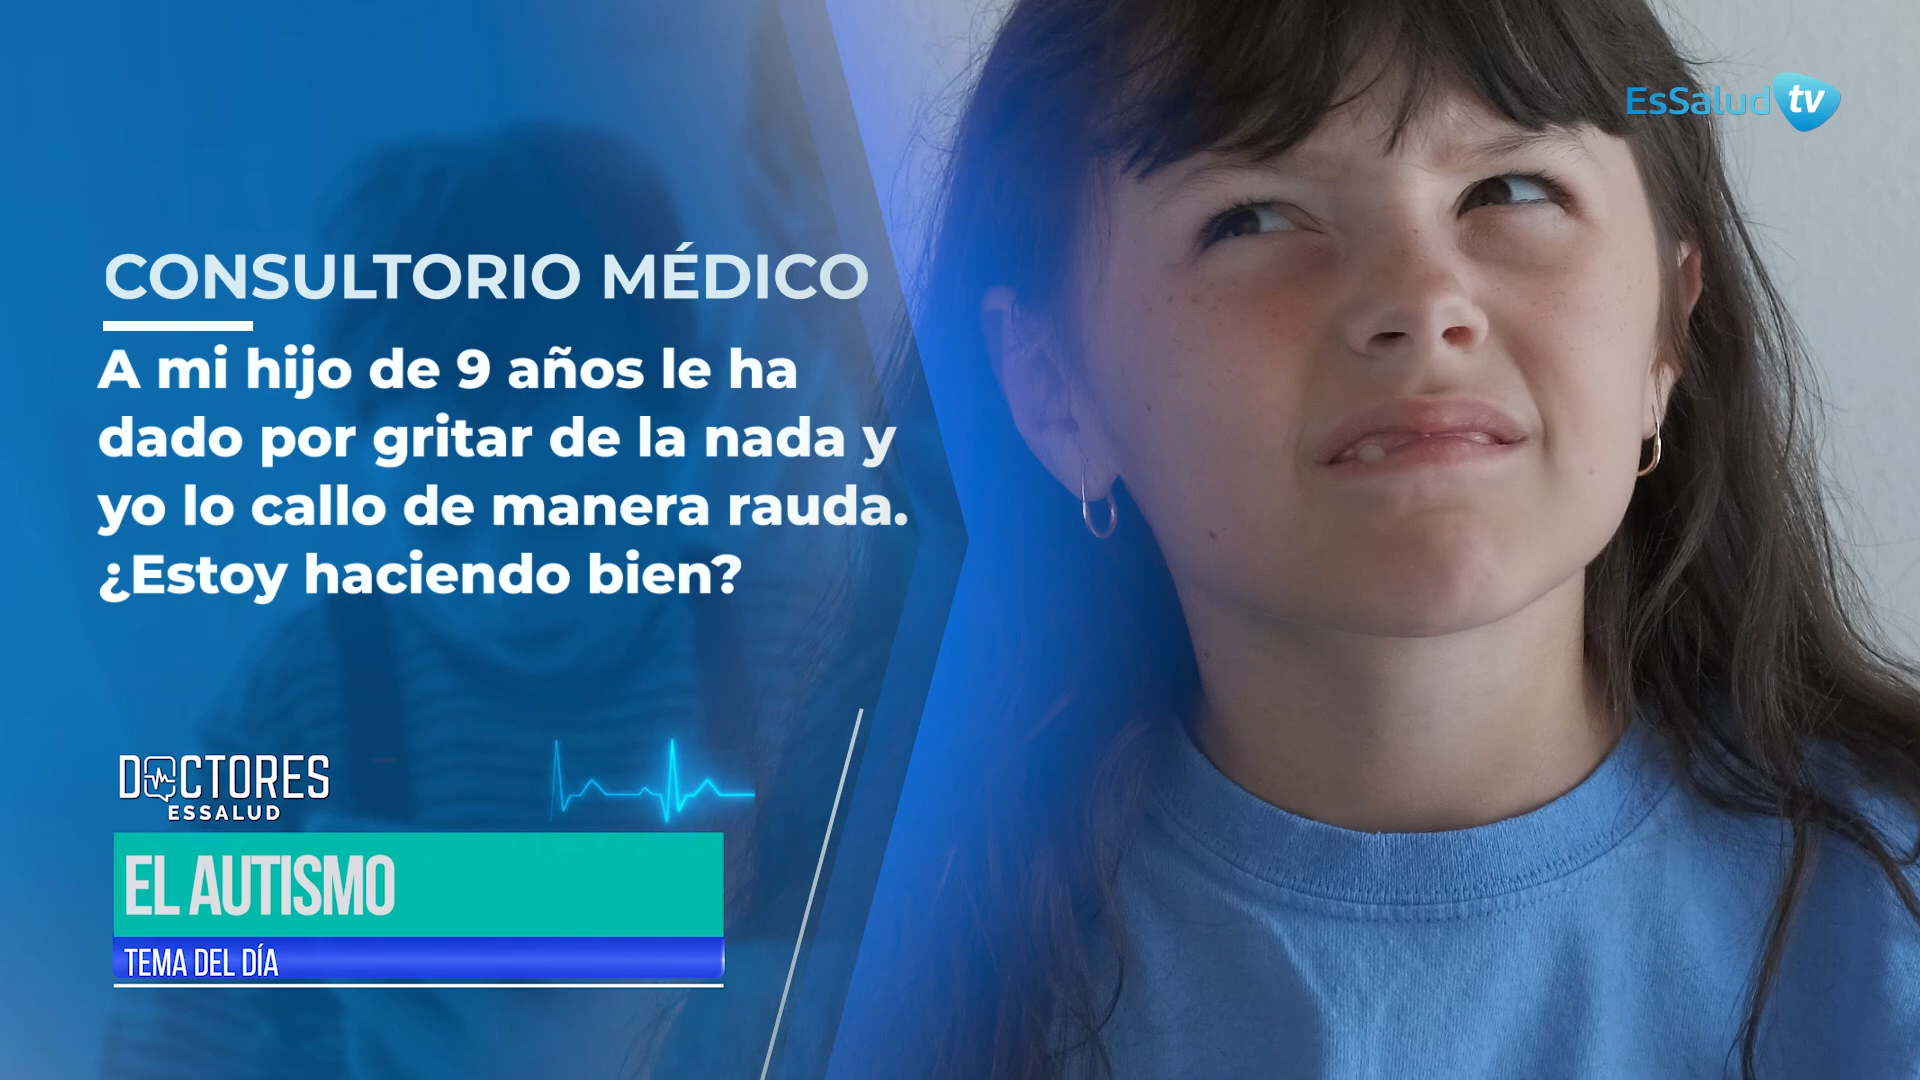 EsSalud tv
CONSULTORIO MÉDICO
A mi hijo de 9 años le ha
dado por gritar de la nada y
yo lo callo de manera rauda.
¿Estoy haciendo bien?
DOCTORES
ESSALUD
EL AUTISMO
TEMA DEL DÍA